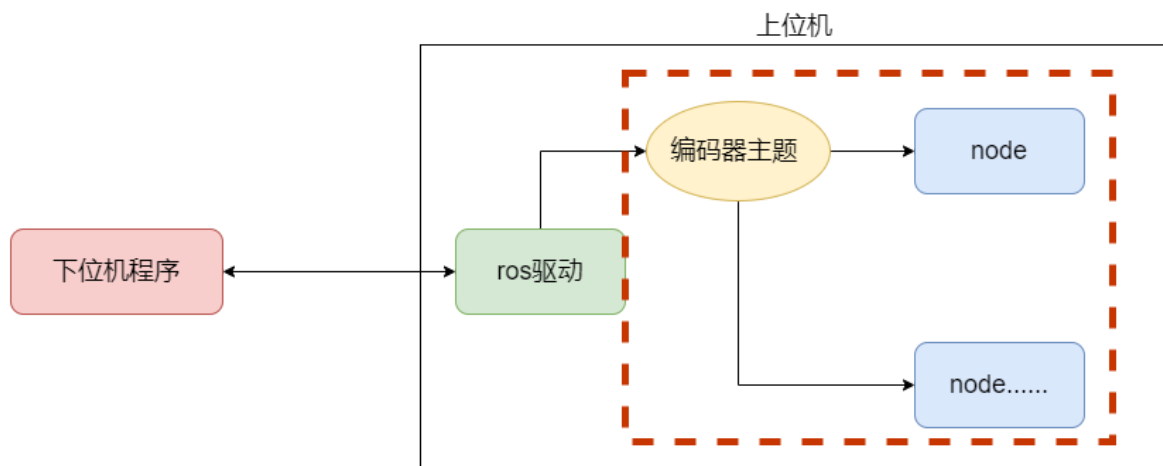 上位机
编码器主题
node
下位机程序
ros驱动
node......